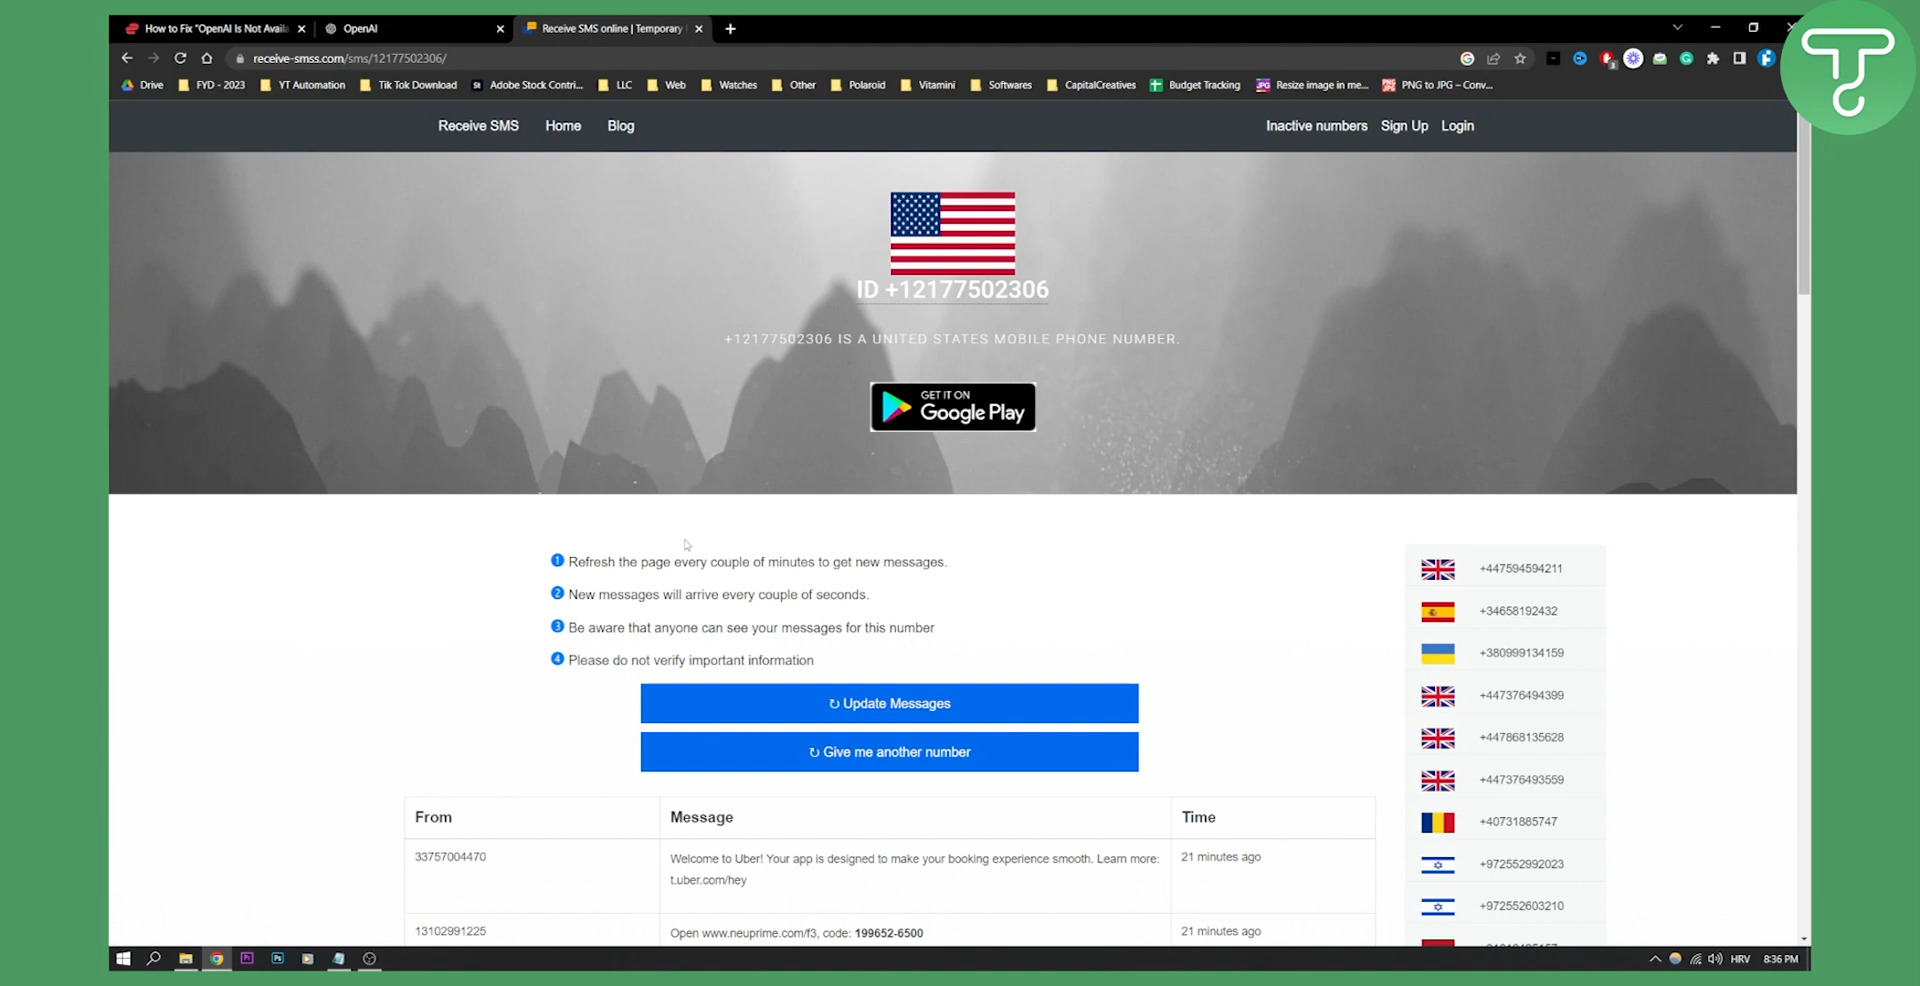 How to Fix "OpenAI Is Not Availa
OpenAI
Receive SMS online | Temporary
receive-smss.com/sms/12177502306/
Drive
FYD - 2023
YT Automation
Tik Tok Download
Adobe Stock Contri...
LLC
Web
Watches
Other
Polaroid
Vitamini
Softwares
CapitalCreatives
Budget Tracking
Resize image in me...
PNG to JPG – Conv...
Receive SMS
Home
Blog
Inactive numbers
Sign Up
Login
ID +12177502306
+12177502306 IS A UNITED STATES MOBILE PHONE NUMBER.
GET IT ON
Google Play
1 Refresh the page every couple of minutes to get new messages.
2 New messages will arrive every couple of seconds.
3 Be aware that anyone can see your messages for this number
4 Please do not verify important information
↻ Update Messages
↻ Give me another number
From
Message
Time
33757004470
Welcome to Uber! Your app is designed to make your booking experience smooth. Learn more:
t.uber.com/hey
21 minutes ago
13102991225
Open www.neuprime.com/f3, code: 199652-6500
21 minutes ago
+447594594211
+34658192432
+380999134159
+447376494399
+447868135628
+447376493559
+40731885747
+972552992023
+972552603210
HRV
8:36 PM